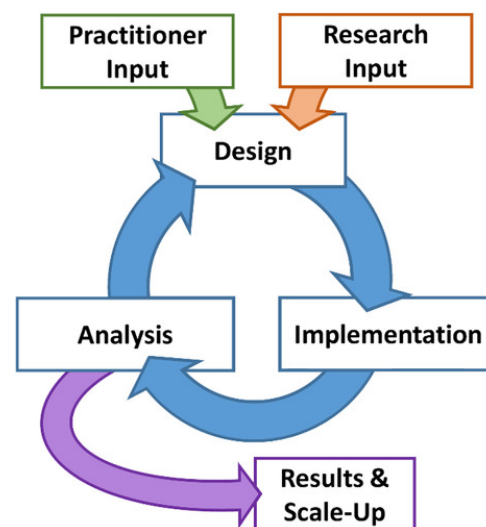 Practitioner
Input
Research
Input
Design
Analysis
Implementation
Results &
Scale-Up